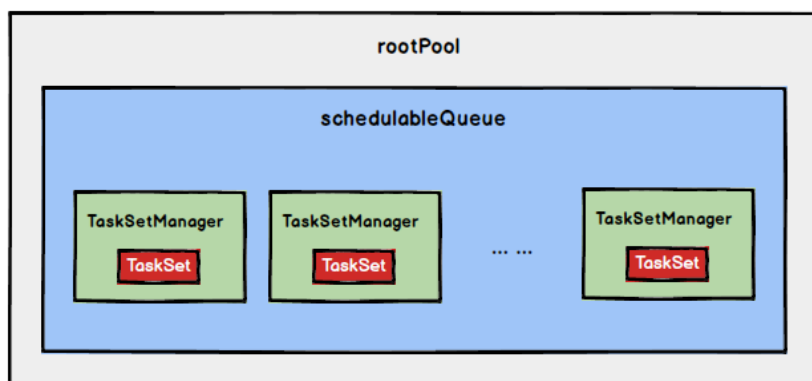 rootPool
schedulableQueue
TaskSetManager
TaskSet
TaskSetManager
TaskSet
... ...
TaskSetManager
TaskSet